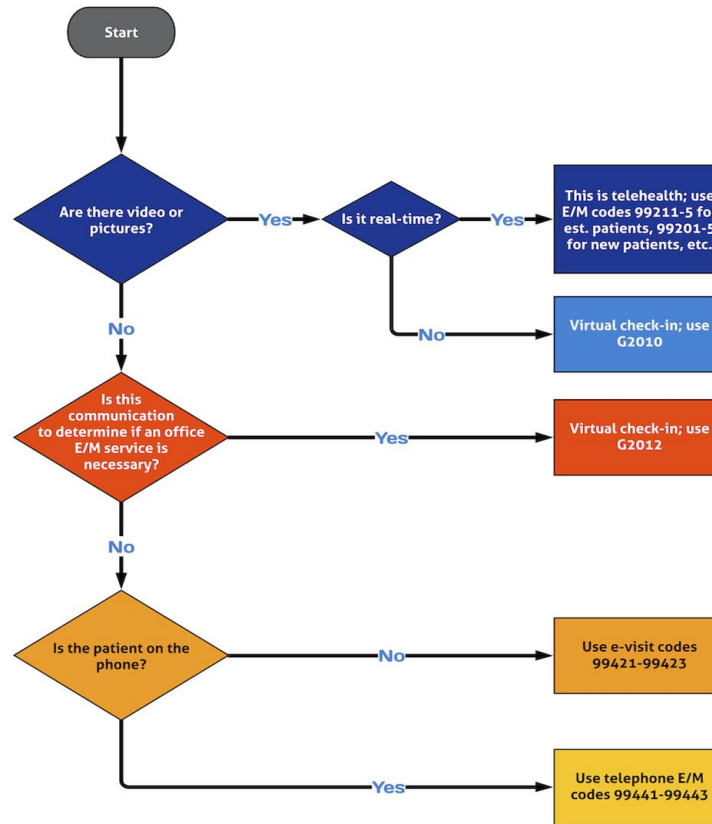 Start
Are there video or
pictures?
Yes
Is it real-time?
Yes
This is telehealth; use
E/M codes 99211-5 fo
est. patients, 99201-5
for new patients, etc.
No
No
Virtual check-in; use
G2010
Is this
communication
to determine if an office
E/M service is
necessary?
Yes
Virtual check-in; use
G2012
No
Is the patient on the
phone?
No
Use e-visit codes
99421-99423
Yes
Use telephone E/M
codes 99441-99443